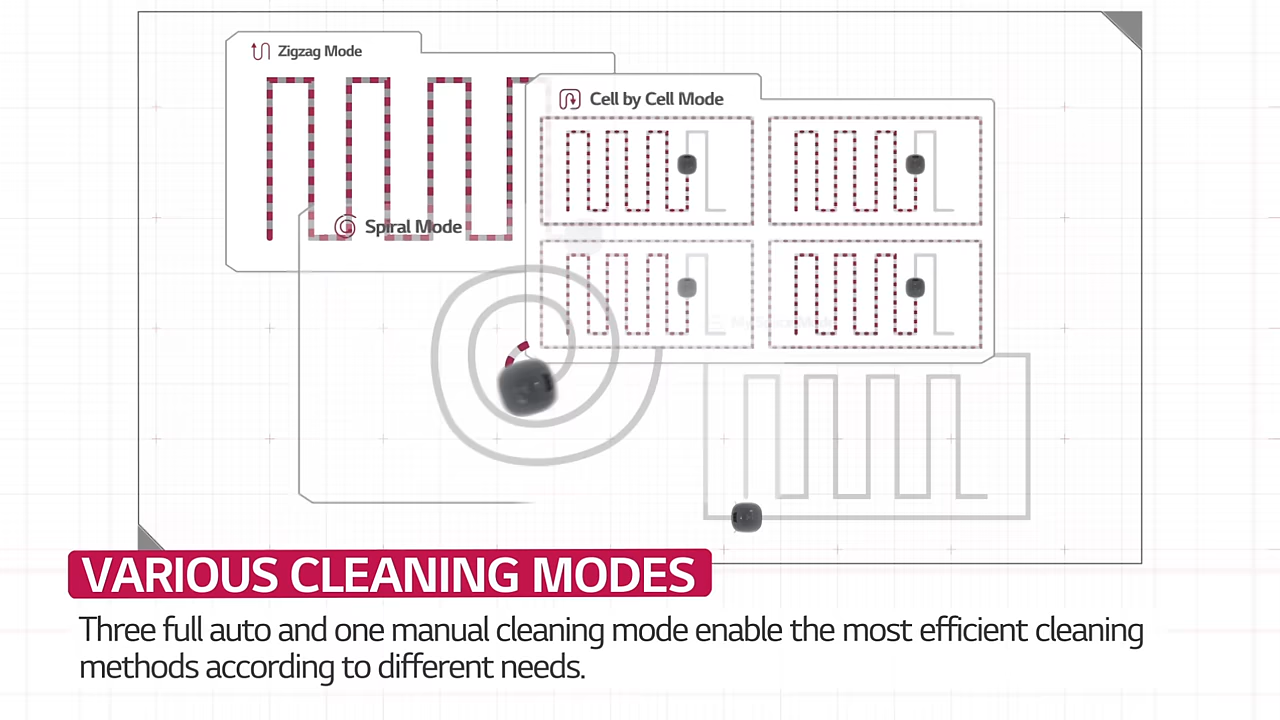 Zigzag Mode
Cell by Cell Mode
Spiral Mode
VARIOUS CLEANING MODES
Three full auto and one manual cleaning mode enable the most efficient cleaning
methods according to different needs.